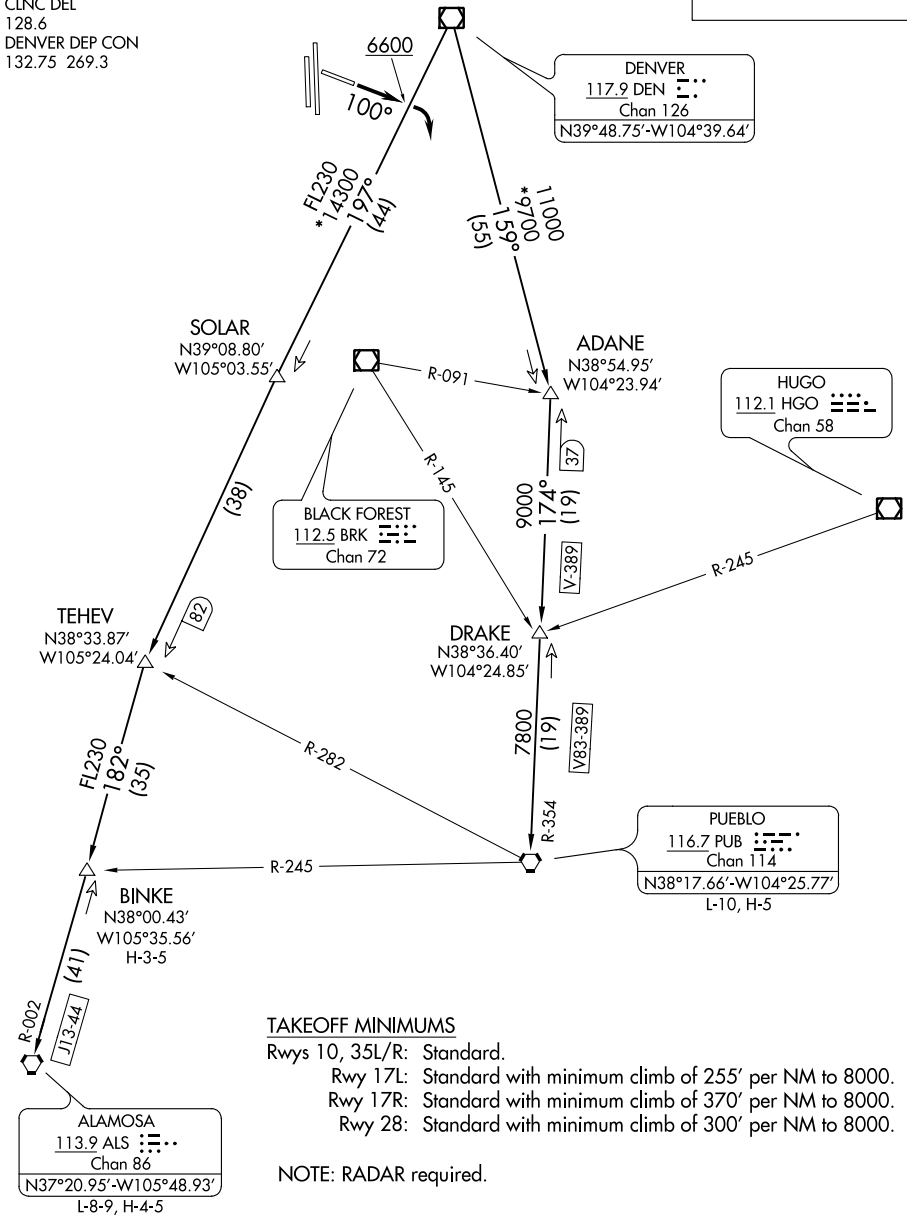 CLNC DEL
128.6
DENVER DEP CON
132.75 269.3
6600
100°
DENVER
117.9 DEN
Chan 126
N39°48.75’-W104°39.64’
FL230
*14300
197°
(44)
11000
*9700
159°
(55)
SOLAR
N39°08.80’
W105°03.55’
ADANE
N38°54.95’
W104°23.94’
R-091
HUGO
112.1 HGO
Chan 58
R-145
37
(38)
9000
174°
(19)
BLACK FOREST
112.5 BRK
Chan 72
V-389
R-245
82
TEHEV
N38°33.87’
W105°24.04’
DRAKE
N38°36.40’
W104°24.85’
7800
(19)
V83-389
R-282
FL230
182°
(35)
R-354
PUEBLO
116.7 PUB
Chan 114
N38°17.66’-W104°25.77’
L-10, H-5
R-245
BINKE
N38°00.43’
W105°35.56’
H-3-5
(41)
R-002
J13-44
TAKEOFF MINIMUMS
Rwys 10, 35L/R: Standard.
Rwy 17L: Standard with minimum climb of 255’ per NM to 8000.
Rwy 17R: Standard with minimum climb of 370’ per NM to 8000.
Rwy 28: Standard with minimum climb of 300’ per NM to 8000.
ALAMOSA
113.9 ALS
Chan 86
N37°20.95’-W105°48.93’
L-8-9, H-4-5
NOTE: RADAR required.